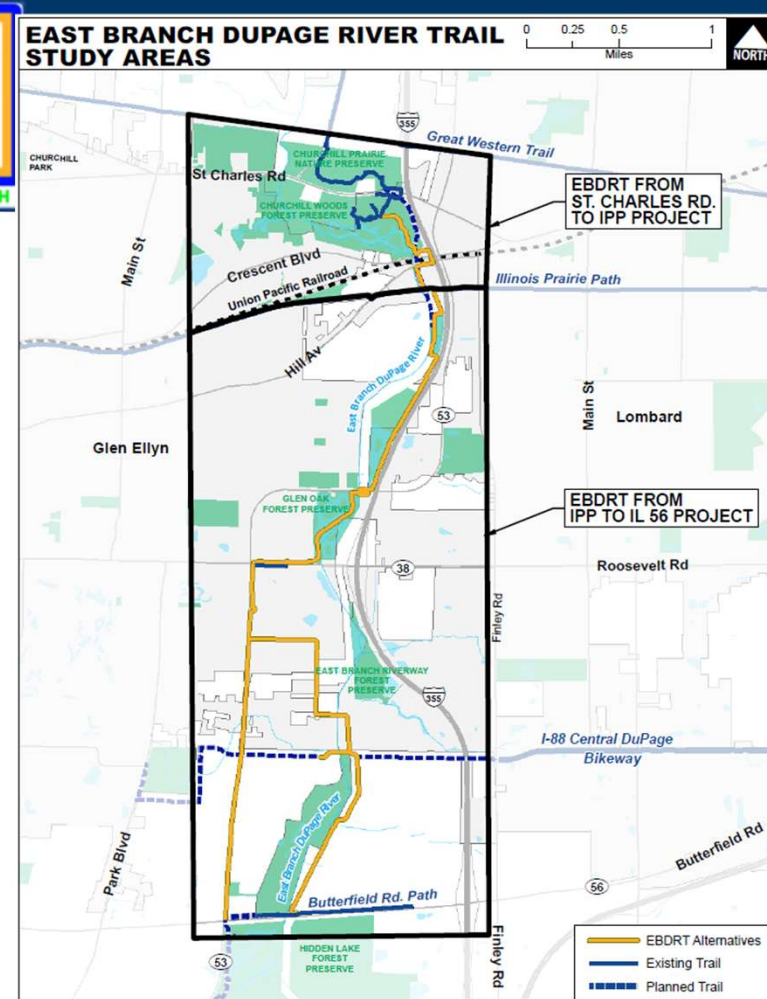 EAST BRANCH DUPAGE RIVER TRAIL
STUDY AREAS
0 0.25 0.5 1
Miles
NORTH
H
355
Great Western Trail
CHURCHILL
PARK
CHURCHILL PRAIRIE
NATURE PRESERVE
St Charles Rd
EBDRT FROM
ST. CHARLES RD.
TO IPP PROJECT
CHURCHILL WOODS
FOREST PRESERVE
Main St
Crescent Blvd
Union Pacific Railroad
Illinois Prairie Path
Hill Av
East Branch DuPage River
53
Main St
Lombard
Glen Ellyn
GLEN OAK
FOREST PRESERVE
EBDRT FROM
IPP TO IL 56 PROJECT
38
Roosevelt Rd
Finley Rd
EAST BRANCH RIVERWAY
FOREST
PRESERVE
355
I-88 Central DuPage
Bikeway
East Branch DuPage River
Park Blvd
Butterfield Rd
56
Butterfield Rd. Path
53
HIDDEN LAKE
FOREST
PRESERVE
Finley Rd
EBDRT Alternatives
Existing Trail
Planned Trail